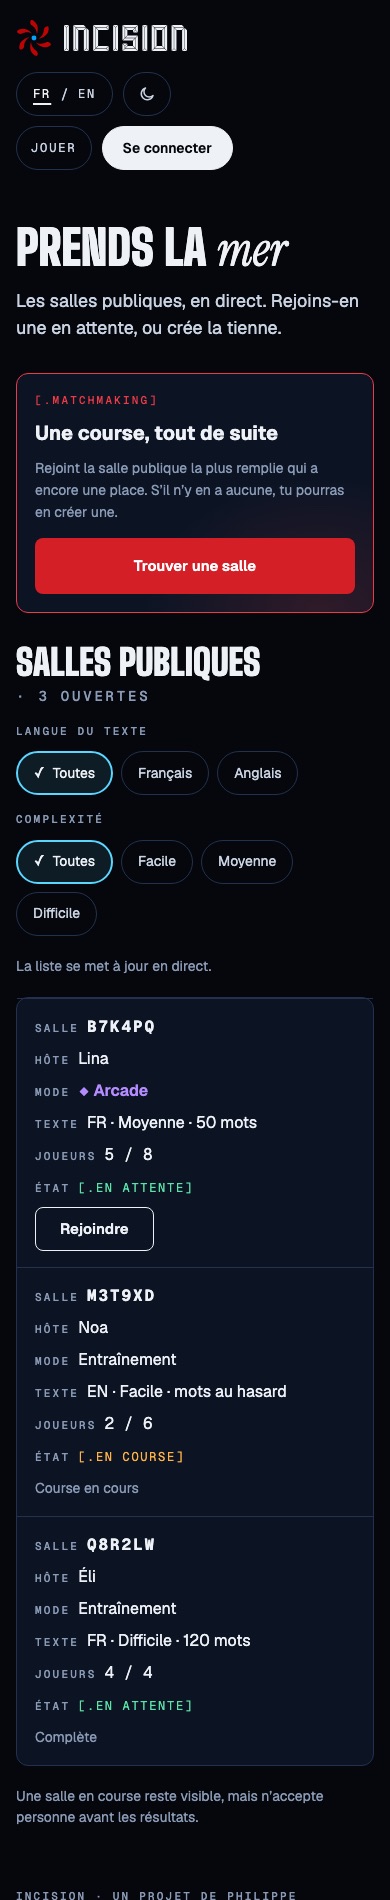 INCISION
FR / EN
JOUER
Se connecter
PRENDS LA mer
Les salles publiques, en direct. Rejoins-en
une en attente, ou crée la tienne.
[.MATCHMAKING]
Une course, tout de suite
Rejoint la salle publique la plus remplie qui a
encore une place. S'il n'y en a aucune, tu pourras
en créer une.
Trouver une salle
SALLES PUBLIQUES
· 3 OUVERTES
LANGUE DU TEXTE
✓ Toutes
Français
Anglais
COMPLEXITÉ
✓ Toutes
Facile
Moyenne
Difficile
La liste se met à jour en direct.
SALLE B7K4PQ
HÔTE Lina
MODE ◆ Arcade
TEXTE FR · Moyenne · 50 mots
JOUEURS 5 / 8
ÉTAT [.EN ATTENTE]
Rejoindre
SALLE M3T9XD
HÔTE Noa
MODE Entraînement
TEXTE EN · Facile · mots au hasard
JOUEURS 2 / 6
ÉTAT [.EN COURSE]
Course en cours
SALLE Q8R2LW
HÔTE Éli
MODE Entraînement
TEXTE FR · Difficile · 120 mots
JOUEURS 4 / 4
ÉTAT [.EN ATTENTE]
Complète
Une salle en course reste visible, mais n'accepte
personne avant les résultats.
INCISION · UN PROJET DE PHILIPPE